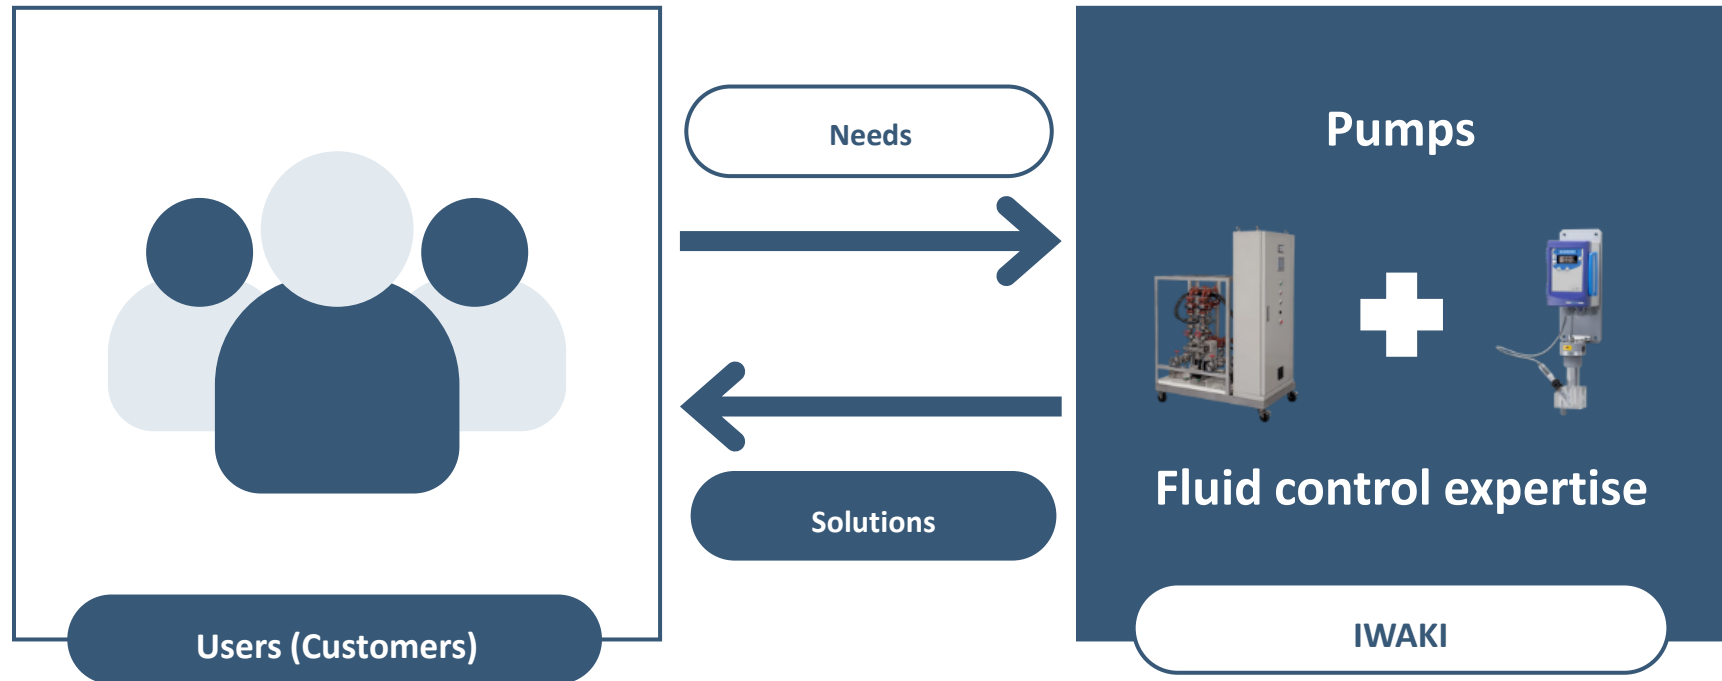 Needs
Pumps
Fluid control expertise
Solutions
Users (Customers)
IWAKI